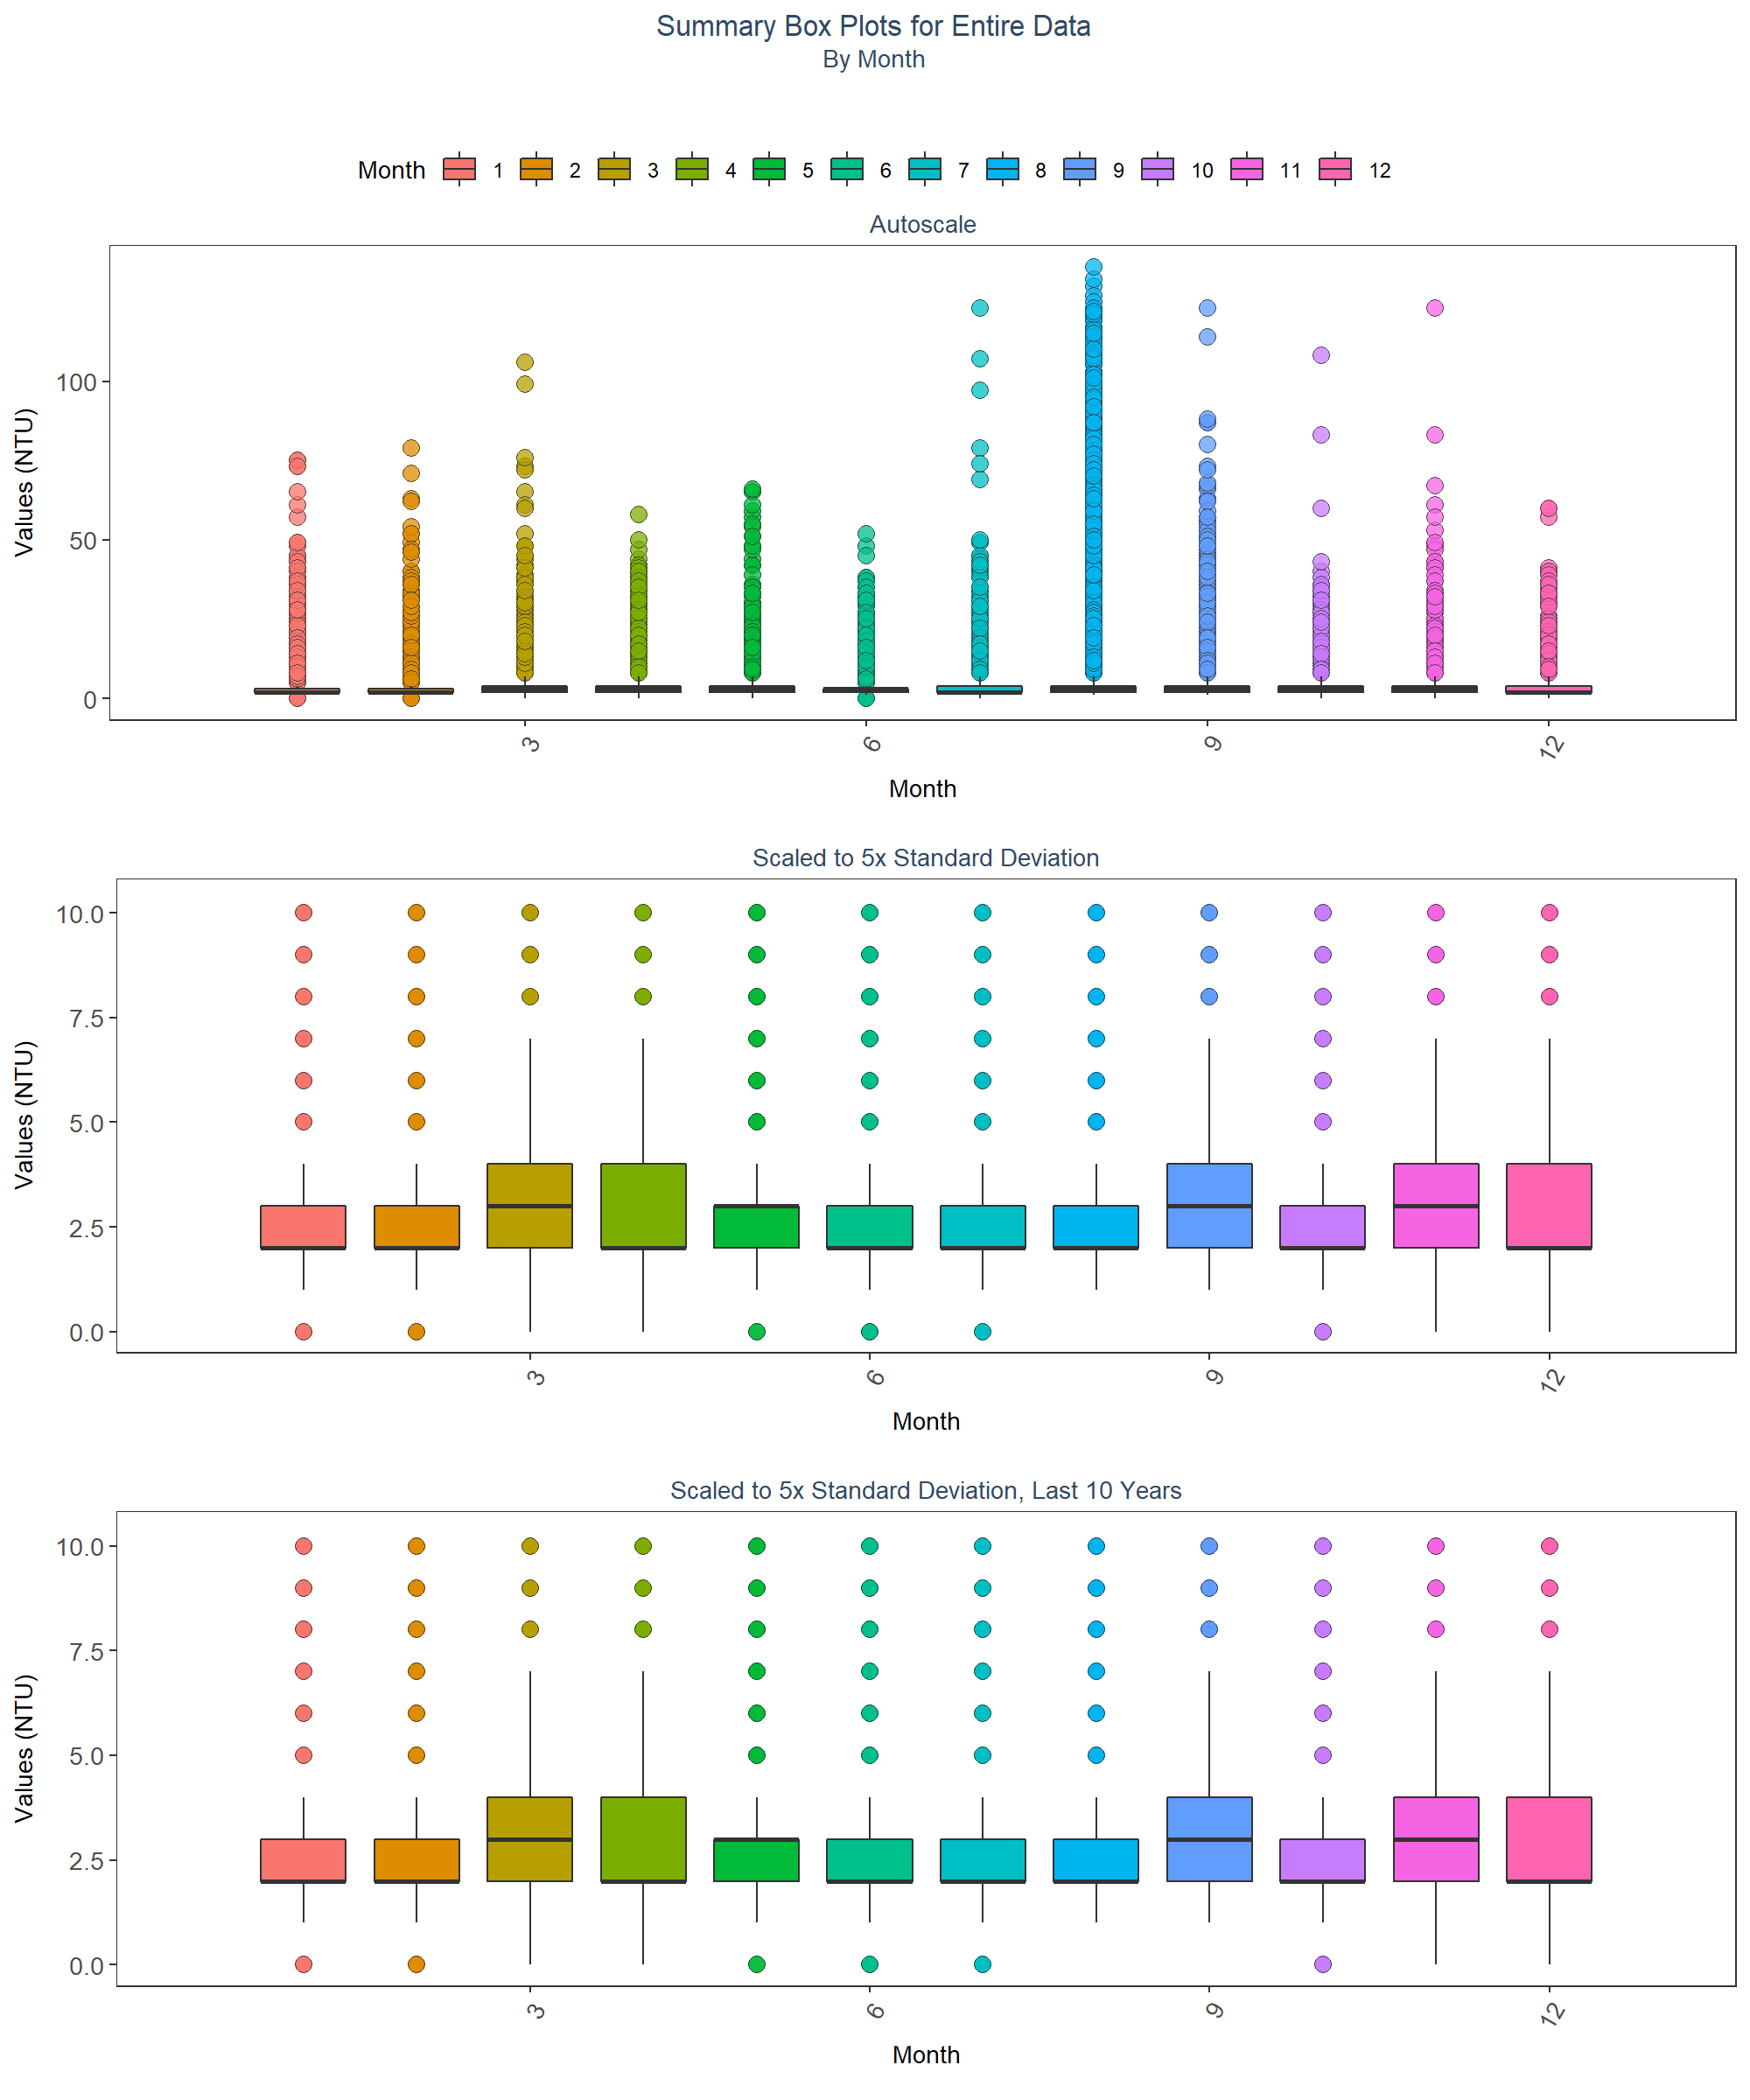 Summary Box Plots for Entire Data
By Month
Month 1 2 3 4 5 6 7 8 9 10 11 12
Autoscale
Values (NTU)
100
50
0
3 6 9 12
Month
Scaled to 5x Standard Deviation
Values (NTU)
10.0
7.5
5.0
2.5
0.0
3 6 9 12
Month
Scaled to 5x Standard Deviation, Last 10 Years
Values (NTU)
10.0
7.5
5.0
2.5
0.0
3 6 9 12
Month